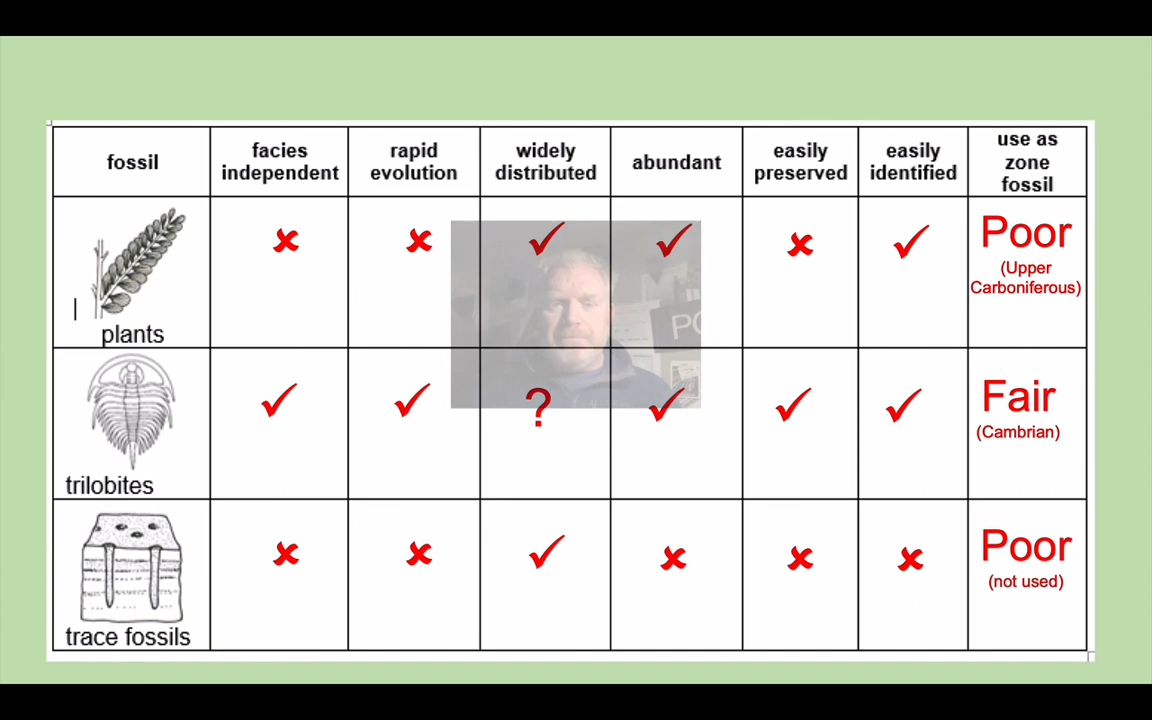 fossil
facies
independent
rapid
evolution
widely
distributed
abundant
easily
preserved
easily
identified
use as
zone
fossil
plants
✘
✘
✓
✓
✘
✓
Poor
(Upper
Carboniferous)
trilobites
✓
✓
?
✓
✓
✓
Fair
(Cambrian)
trace fossils
✘
✘
✓
✘
✘
✘
Poor
(not used)